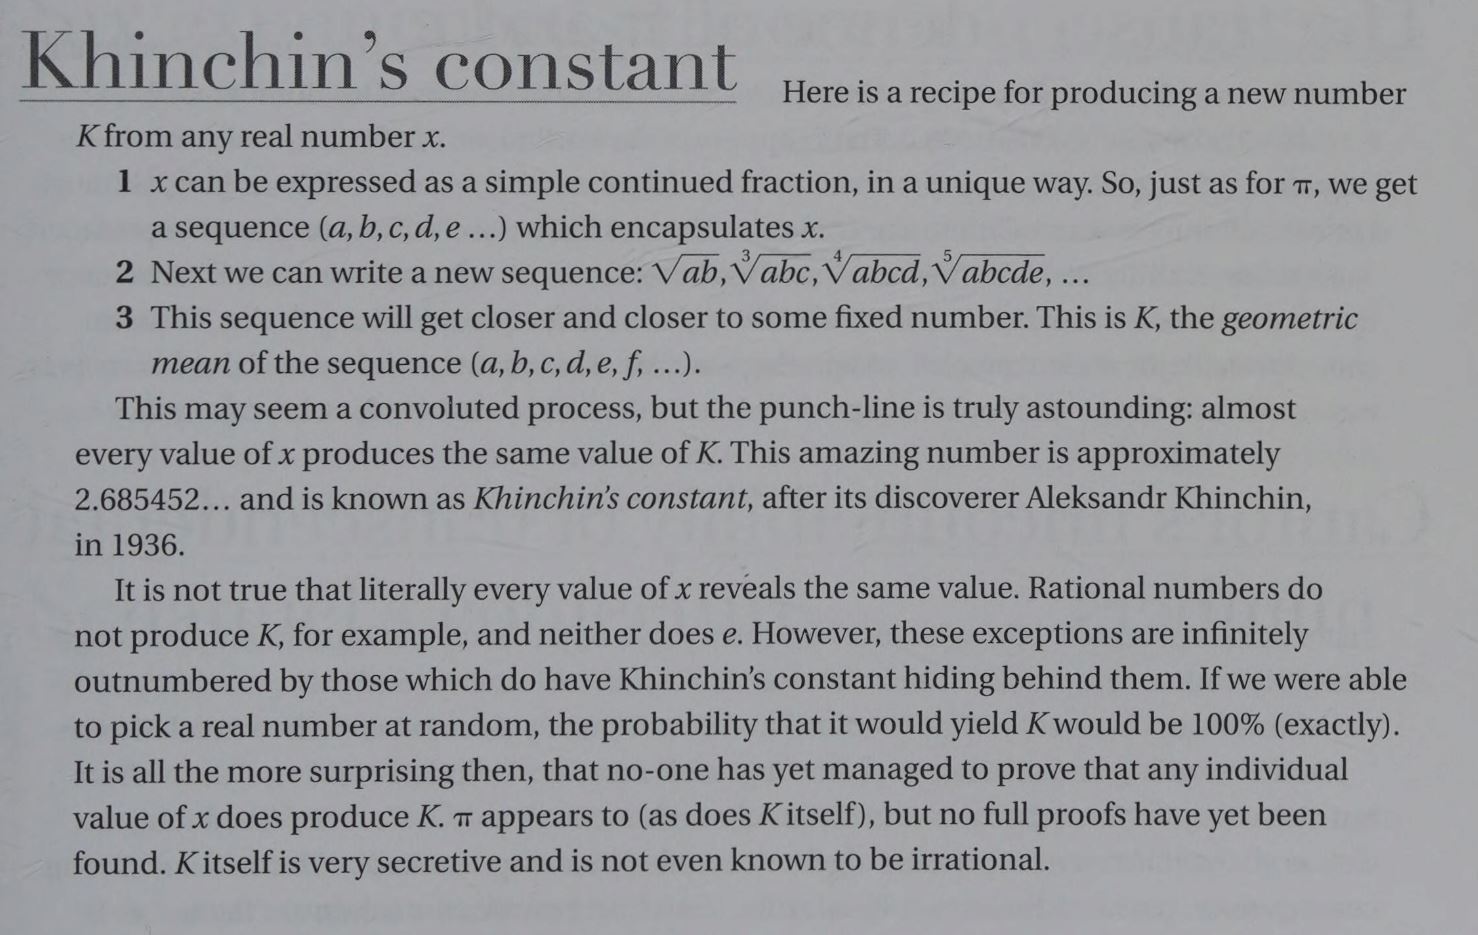 Khinchin's constant Here is a recipe for producing a new number
K from any real number x.
1 x can be expressed as a simple continued fraction, in a unique way. So, just as for π, we get
a sequence (a, b, c, d, e …) which encapsulates x.
2 Next we can write a new sequence: √ab, ∛abc, ∜abcd, ⁵√abcde, …
3 This sequence will get closer and closer to some fixed number. This is K, the geometric
mean of the sequence (a, b, c, d, e, f, …).
This may seem a convoluted process, but the punch-line is truly astounding: almost
every value of x produces the same value of K. This amazing number is approximately
2.685452… and is known as Khinchin's constant, after its discoverer Aleksandr Khinchin,
in 1936.
It is not true that literally every value of x reveals the same value. Rational numbers do
not produce K, for example, and neither does e. However, these exceptions are infinitely
outnumbered by those which do have Khinchin's constant hiding behind them. If we were able
to pick a real number at random, the probability that it would yield K would be 100% (exactly).
It is all the more surprising then, that no-one has yet managed to prove that any individual
value of x does produce K. π appears to (as does K itself), but no full proofs have yet been
found. K itself is very secretive and is not even known to be irrational.